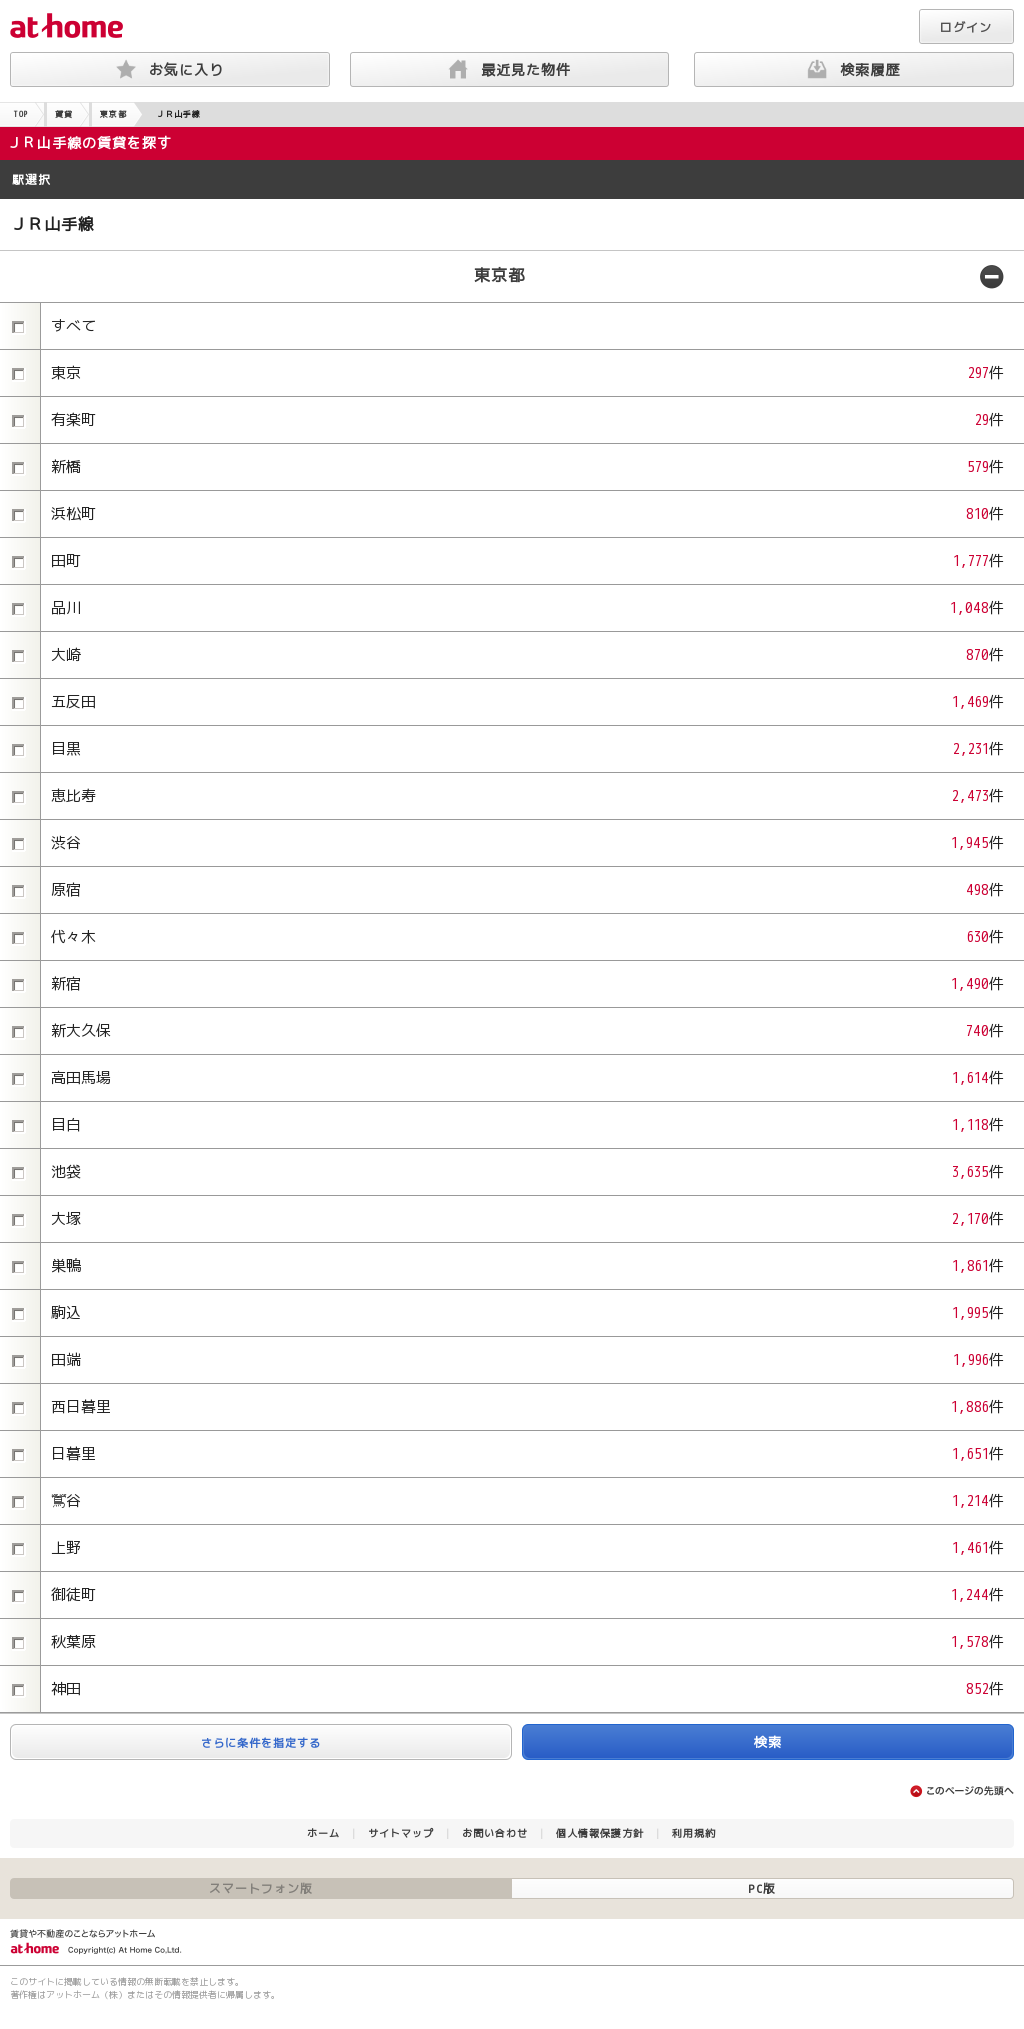 at home
ログイン
お気に入り
最近見た物件
検索履歴
TOP 賃貸 東京都 ＪＲ山手線
ＪＲ山手線の賃貸を探す
駅選択
ＪＲ山手線
東京都
すべて
東京 297件
有楽町 29件
新橋 579件
浜松町 810件
田町 1,777件
品川 1,048件
大崎 870件
五反田 1,469件
目黒 2,231件
恵比寿 2,473件
渋谷 1,945件
原宿 498件
代々木 630件
新宿 1,490件
新大久保 740件
高田馬場 1,614件
目白 1,118件
池袋 3,635件
大塚 2,170件
巣鴨 1,861件
駒込 1,995件
田端 1,996件
西日暮里 1,886件
日暮里 1,651件
鶯谷 1,214件
上野 1,461件
御徒町 1,244件
秋葉原 1,578件
神田 852件
さらに条件を指定する
検索
このページの先頭へ
ホーム ｜ サイトマップ ｜ お問い合わせ ｜ 個人情報保護方針 ｜ 利用規約
スマートフォン版 PC版
賃貸や不動産のことならアットホーム
at home Copyright(c) At Home Co.,Ltd.
このサイトに掲載している情報の無断転載を禁止します。
著作権はアットホーム（株）またはその情報提供者に帰属します。